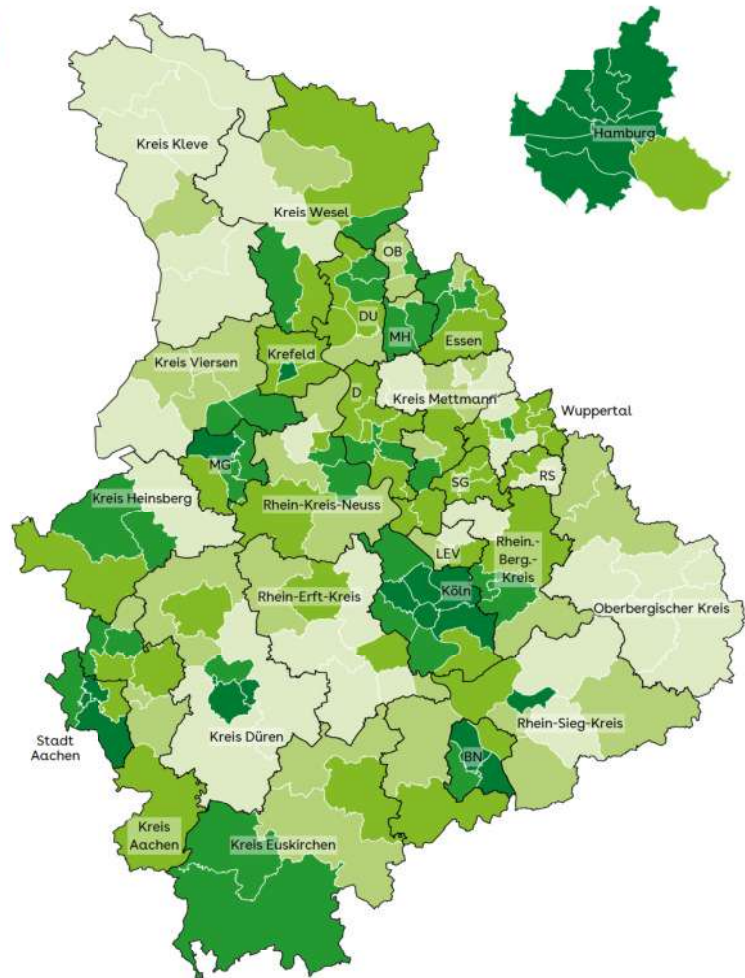 Hamburg
Kreis Kleve
Kreis Wesel
OB
DU
MH
Essen
Kreis Viersen
Krefeld
D
Kreis Mettmann
Wuppertal
MG
Kreis Heinsberg
Rhein-Kreis-Neuss
SG
RS
LEV
Rhein.-
Berg.-
Kreis
Rhein-Erft-Kreis
Köln
Oberbergischer Kreis
Stadt
Aachen
Kreis Düren
Rhein-Sieg-Kreis
BN
Kreis
Aachen
Kreis Euskirchen